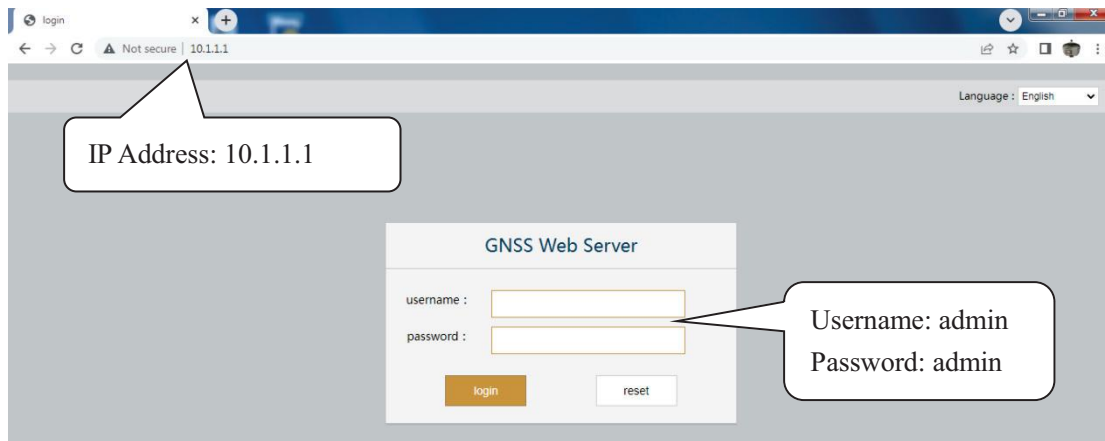 login
Not secure
10.1.1.1
Language : English
IP Address: 10.1.1.1
GNSS Web Server
username :
password :
Username: admin
Password: admin
login
reset